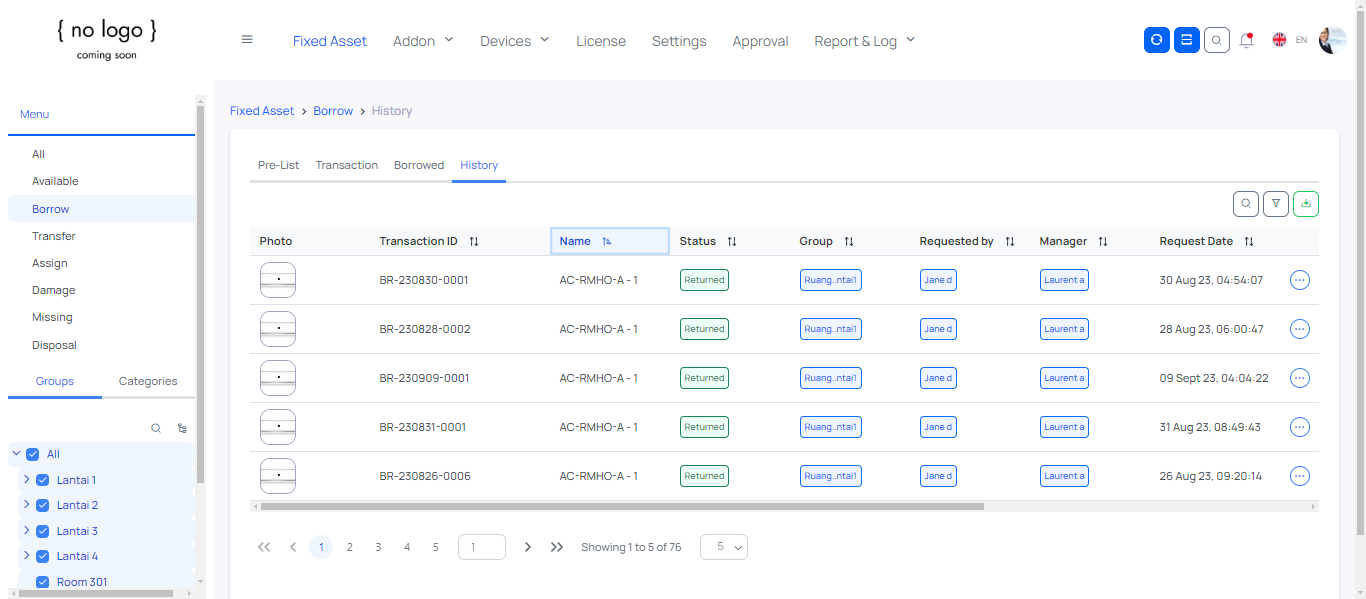 { no logo }
coming soon
Fixed Asset Addon Devices License Settings Approval Report & Log EN
Menu
All
Available
Borrow
Transfer
Assign
Damage
Missing
Disposal
Groups Categories
All
Lantai 1
Lantai 2
Lantai 3
Lantai 4
Room 301
Fixed Asset > Borrow > History
Pre-List Transaction Borrowed History
Photo Transaction ID Name Status Group Requested by Manager Request Date
BR-230830-0001 AC-RMHO-A - 1 Returned Ruang..ntai1 Jane d Laurent a 30 Aug 23, 04:54:07
BR-230828-0002 AC-RMHO-A - 1 Returned Ruang..ntai1 Jane d Laurent a 28 Aug 23, 06:00:47
BR-230909-0001 AC-RMHO-A - 1 Returned Ruang..ntai1 Jane d Laurent a 09 Sept 23, 04:04:22
BR-230831-0001 AC-RMHO-A - 1 Returned Ruang..ntai1 Jane d Laurent a 31 Aug 23, 08:49:43
BR-230826-0006 AC-RMHO-A - 1 Returned Ruang..ntai1 Jane d Laurent a 26 Aug 23, 09:20:14
1 2 3 4 5 1 Showing 1 to 5 of 76 5